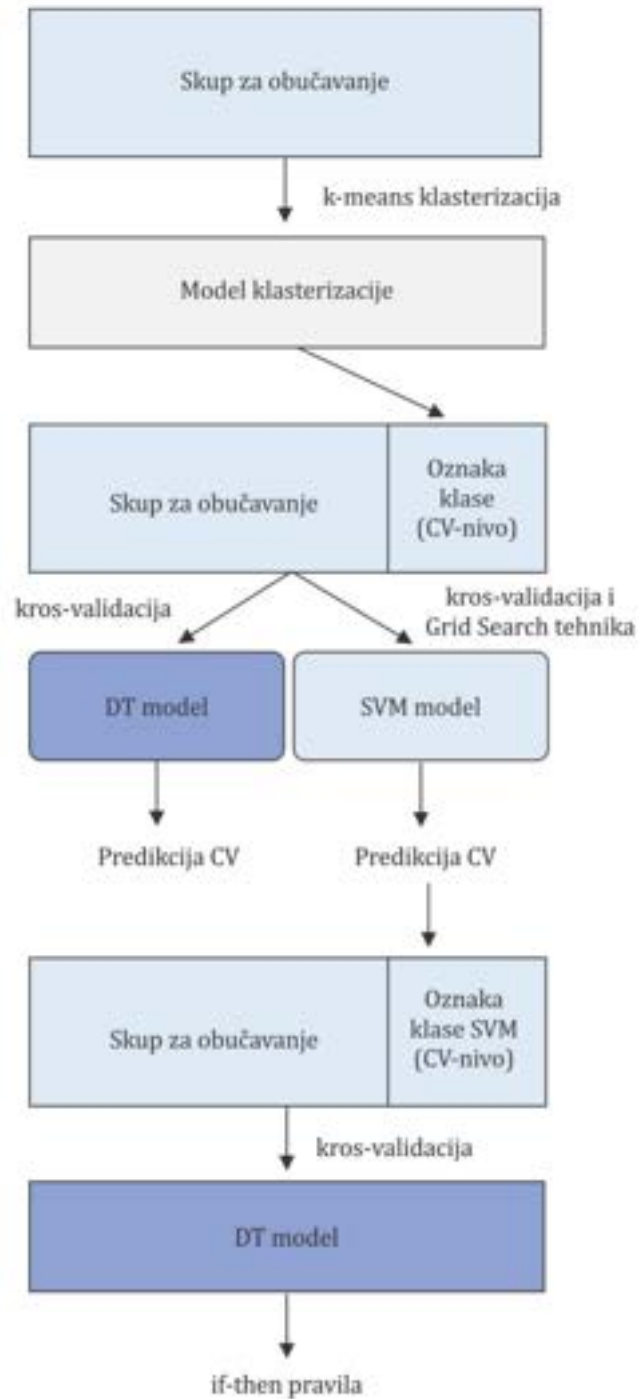 Skup za obučavanje
k-means klasterizacija
Model klasterizacije
Skup za obučavanje
Oznaka
klase
(CV-nivo)
kros-validacija
kros-validacija i
Grid Search tehnika
DT model
SVM model
Predikcija CV
Predikcija CV
Skup za obučavanje
Oznaka
klase SVM
(CV-nivo)
kros-validacija
DT model
if-then pravila